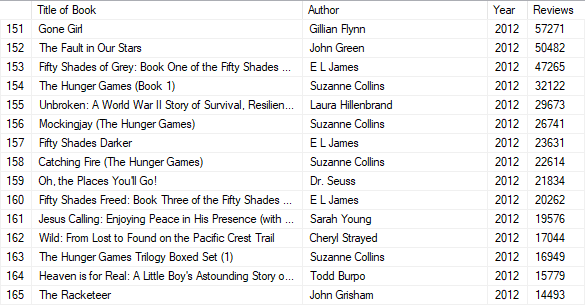 Title of Book Author Year Reviews
151 Gone Girl Gillian Flynn 2012 57271
152 The Fault in Our Stars John Green 2012 50482
153 Fifty Shades of Grey: Book One of the Fifty Shades ... E L James 2012 47265
154 The Hunger Games (Book 1) Suzanne Collins 2012 32122
155 Unbroken: A World War II Story of Survival, Resilien... Laura Hillenbrand 2012 29673
156 Mockingjay (The Hunger Games) Suzanne Collins 2012 26741
157 Fifty Shades Darker E L James 2012 23631
158 Catching Fire (The Hunger Games) Suzanne Collins 2012 22614
159 Oh, the Places You'll Go! Dr. Seuss 2012 21834
160 Fifty Shades Freed: Book Three of the Fifty Shades ... E L James 2012 20262
161 Jesus Calling: Enjoying Peace in His Presence (with ... Sarah Young 2012 19576
162 Wild: From Lost to Found on the Pacific Crest Trail Cheryl Strayed 2012 17044
163 The Hunger Games Trilogy Boxed Set (1) Suzanne Collins 2012 16949
164 Heaven is for Real: A Little Boy's Astounding Story o... Todd Burpo 2012 15779
165 The Racketeer John Grisham 2012 14493